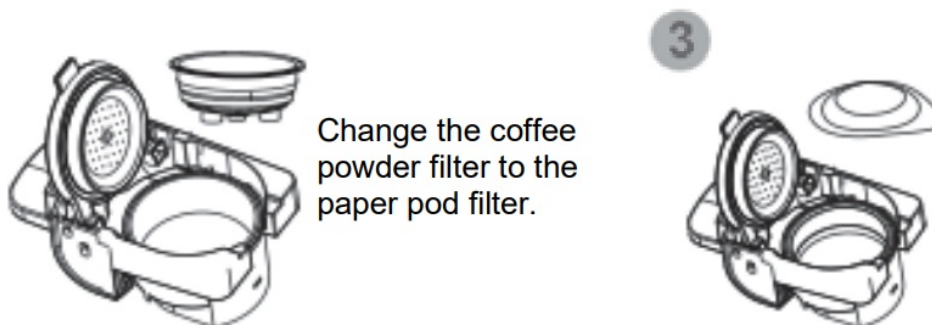 Change the coffee
powder filter to the
paper pod filter.
3